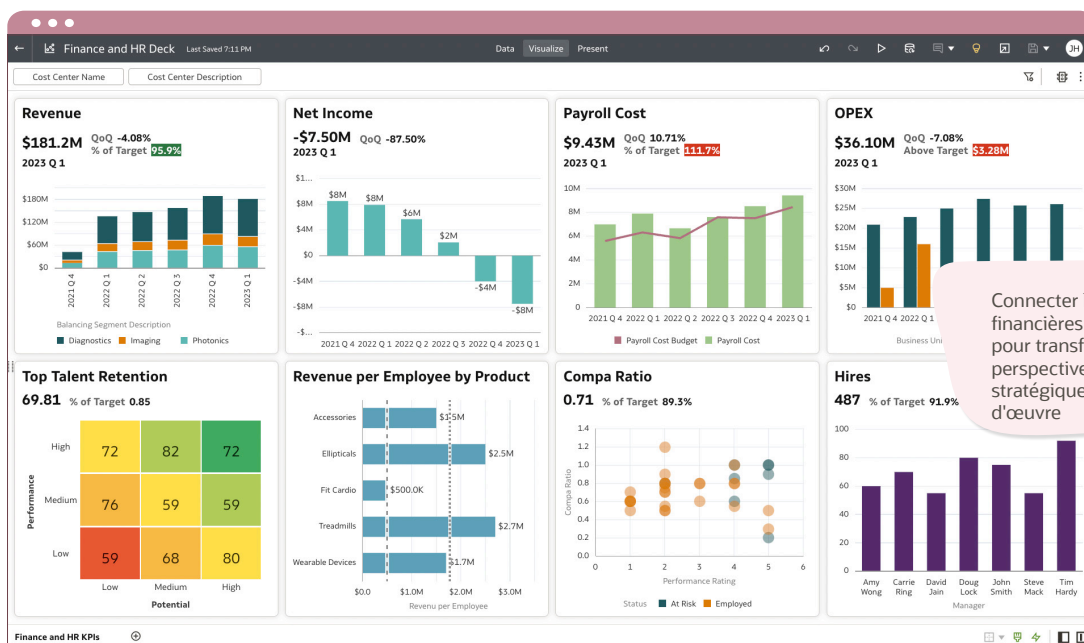 Finance and HR Deck Last Saved 7:11 PM
Data Visualize Present
JH
Cost Center Name Cost Center Description
Revenue
$181.2M QoQ -4.08%
% of Target 95.9%
2023 Q 1
$180M
$120M
$60M
$0
2021 Q 4 2022 Q 1 2022 Q 2 2022 Q 3 2022 Q 4 2023 Q 1
Balancing Segment Description
Diagnostics Imaging Photonics
Net Income
-$7.50M QoQ -87.50%
2023 Q 1
$1...
$8M
$4M
$0
-$4M
-$8M
-$...
$8M $8M $6M $2M -$4M -$8M
2021 Q 4 2022 Q 1 2022 Q 2 2022 Q 3 2022 Q 4 2023 Q 1
Payroll Cost
$9.43M QoQ 10.71%
% of Target 111.7%
2023 Q 1
10M
8M
6M
4M
2M
0
2021 Q 4 2022 Q 1 2022 Q 2 2022 Q 3 2022 Q 4 2023 Q 1
Payroll Cost Budget Payroll Cost
OPEX
$36.10M QoQ -7.08%
Above Target $3.28M
2023 Q 1
$30M
$20M
$15M
$10M
$5M
$0
2021 Q 4 2022 Q 1
Business Uni
Connecter
financières
pour transf
perspective
stratégique
d'œuvre
Top Talent Retention
69.81 % of Target 0.85
Performance
High 72 82 72
Medium 76 59 59
Low 59 68 80
Low Medium High
Potential
Revenue per Employee by Product
Accessories $1.5M
Ellipticals $2.5M
Fit Cardio $500.0K
Treadmills $2.7M
Wearable Devices $1.7M
$0.0 $1.0M $2.0M $3.0M
Revenu per Employee
Compa Ratio
0.71 % of Target 89.3%
Compa Ratio
1.4
1.2
1.0
0.8
0.6
0.4
0.2
0.0
0 1 2 3 4 5 6
Performance Rating
Status At Risk Employed
Hires
487 % of Target 91.9%
100
80
60
40
20
0
Amy Carrie David Doug John Steve Tim
Wong Ring Jain Lock Smith Mack Hardy
Manager
Finance and HR KPIs